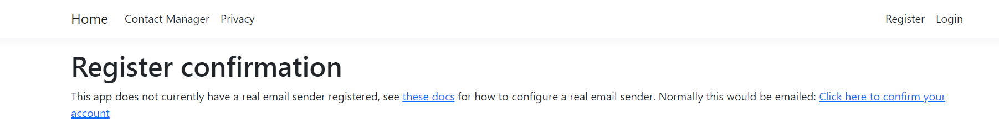 Home Contact Manager Privacy Register Login
Register confirmation
This app does not currently have a real email sender registered, see these docs for how to configure a real email sender. Normally this would be emailed: Click here to confirm your
account